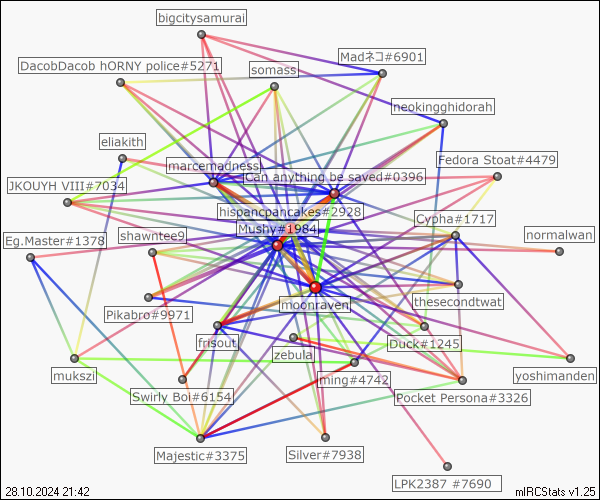 bigcitysamurai
Madネコ#6901
DacobDacob hORNY police#5271
somass
neokingghidorah
eliakith
Fedora Stoat#4479
marcemadness
Can anything be saved#0396
JKOUYH VIII#7034
hispancpancakes#2928
Cypha#1717
Mushy#1984
normalwan
shawntee9
Eg.Master#1378
thesecondtwat
moonraven
Pikabro#9971
frisout
Duck#1245
zebula
mukszi
ming#4742
yoshimanden
Swirly Boi#6154
Pocket Persona#3326
Majestic#3375
Silver#7938
LPK2387 #7690
28.10.2024 21:42
mIRCStats v1.25